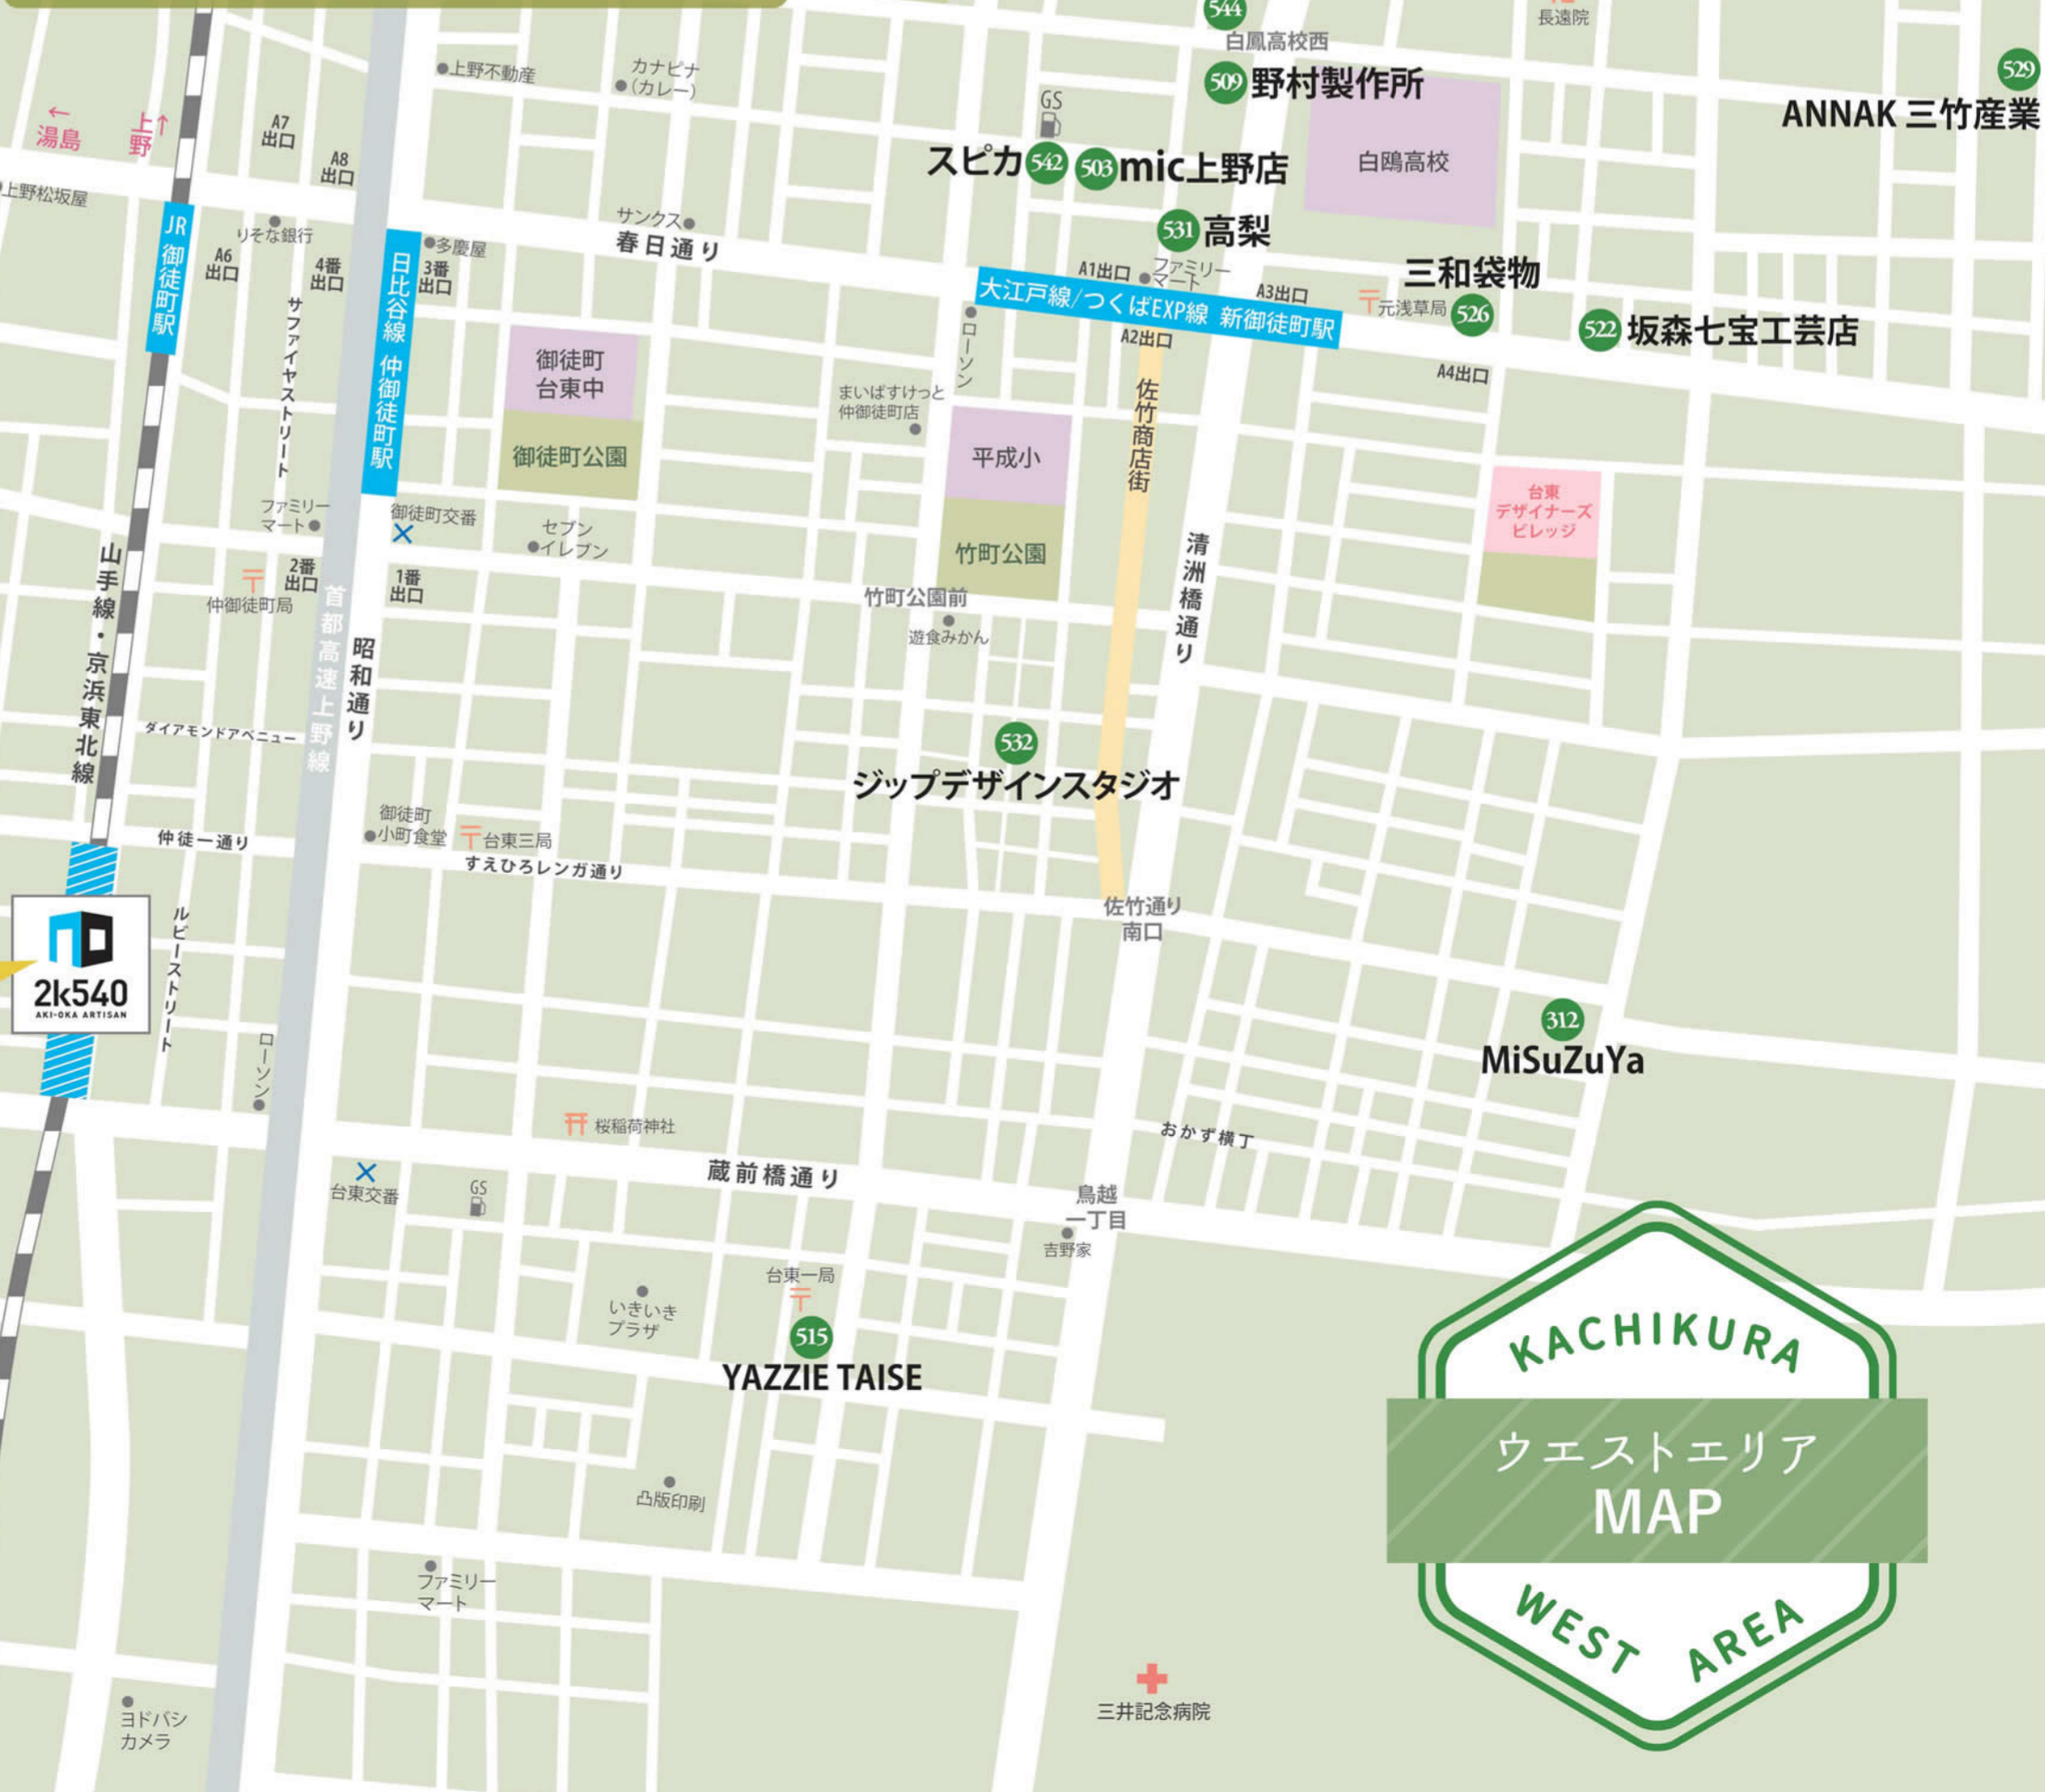 544
白鳳高校西
長遠院
509 野村製作所
529
ANNAK 三竹産業
上野不動産
カナピナ
(カレー)
GS
←
湯島
上野↑
A7
出口
A8
出口
スピカ 542
503 mic上野店
白鴎高校
上野松坂屋
りそな銀行
サンクス
春日通り
531 高梨
JR 御徒町駅
A6
出口
4番
出口
多慶屋
3番
出口
日比谷線 仲御徒町駅
サファイヤストリート
A1出口
ファミリー
マート
A3出口
大江戸線/つくばEXP線 新御徒町駅
A2出口
三和袋物
元浅草局
526
522 坂森七宝工芸店
A4出口
ローソン
御徒町
台東中
御徒町公園
まいばすけっと
仲御徒町店
平成小
竹町公園
佐竹商店街
台東
デザイナーズ
ビレッジ
ファミリー
マート
御徒町交番
セブン
イレブン
清洲橋通り
山手線・京浜東北線
2番
出口
仲御徒町局
1番
出口
竹町公園前
遊食みかん
首都高速上野線
昭和通り
ダイアモンドアベニュー
532
ジップデザインスタジオ
仲徒一通り
御徒町
小町食堂
台東三局
すえひろレンガ通り
佐竹通り
南口
2k540
AKI-OKA ARTISAN
ルビーストリート
ローソン
312
MiSuZuYa
桜稲荷神社
おかず横丁
蔵前橋通り
台東交番
GS
鳥越
一丁目
吉野家
いきいき
プラザ
台東一局
515
YAZZIE TAISE
凸版印刷
ファミリー
マート
ヨドバシ
カメラ
三井記念病院
KACHIKURA
ウエストエリア
MAP
WEST AREA